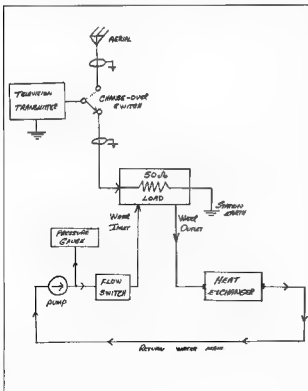 AERIAL
TELEVISION
TRANSMITTER
CHANGE-OVER
SWITCH
50Ω
LOAD
STATION
EARTH
WATER
INLET
WATER
OUTLET
PRESSURE
GAUGE
FLOW
SWITCH
HEAT
EXCHANGER
PUMP
RETURN WATER MAIN